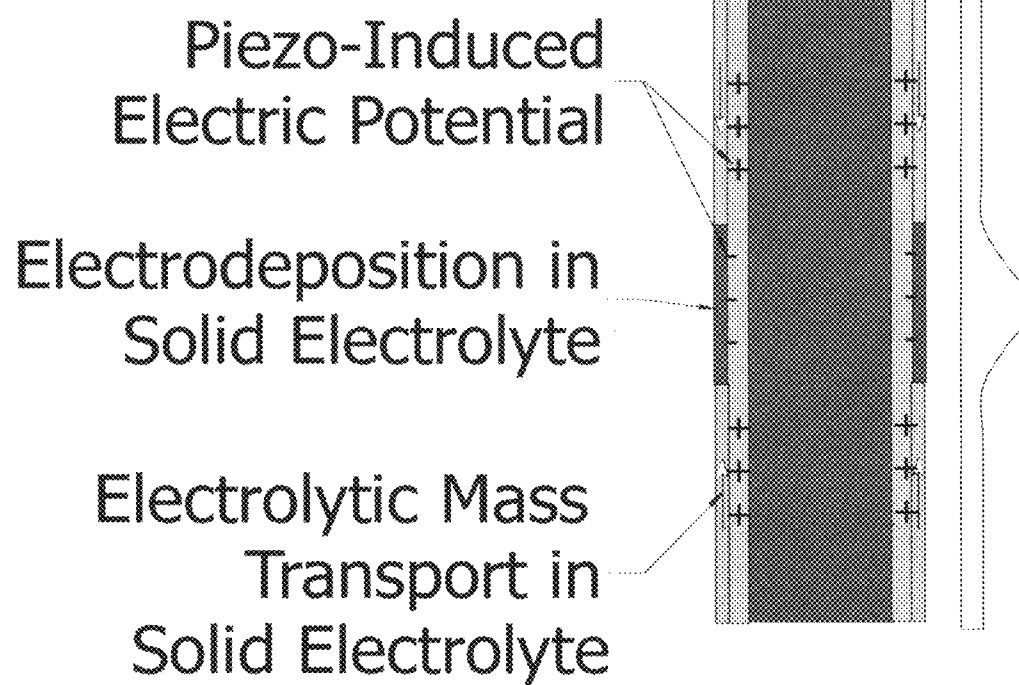 Piezo-Induced
Electric Potential
Electrodeposition in
Solid Electrolyte
Electrolytic Mass
Transport in
Solid Electrolyte